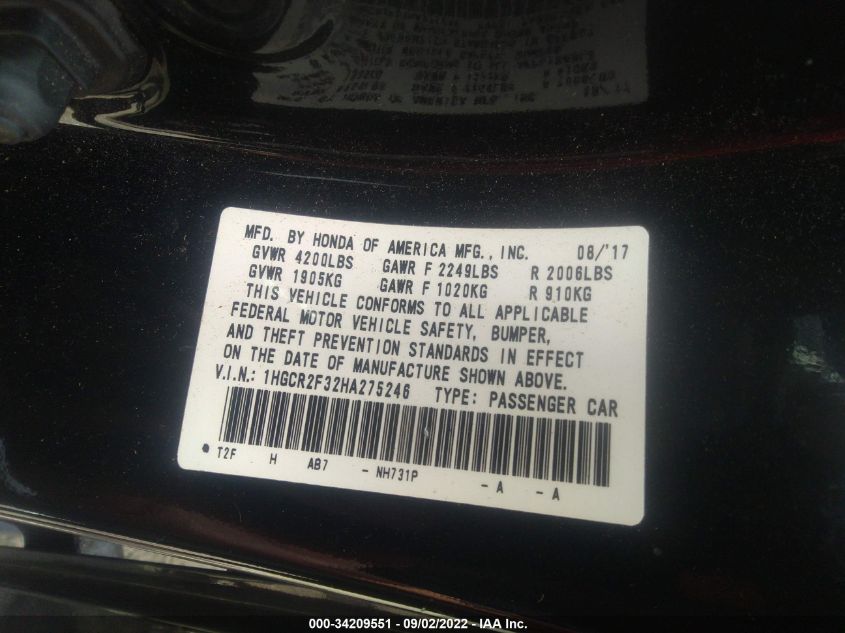 MFD. BY HONDA OF AMERICA MFG., INC. 08/'17
GVWR 4200LBS GAWR F 2249LBS R 2006LBS
GVWR 1905KG GAWR F 1020KG R 910KG
THIS VEHICLE CONFORMS TO ALL APPLICABLE
FEDERAL MOTOR VEHICLE SAFETY, BUMPER,
AND THEFT PREVENTION STANDARDS IN EFFECT
ON THE DATE OF MANUFACTURE SHOWN ABOVE.
V.I.N.: 1HGCR2F32HA275246 TYPE: PASSENGER CAR
T2F H AB7 - NH731P - A - A
000-34209551 - 09/02/2022 - IAA Inc.